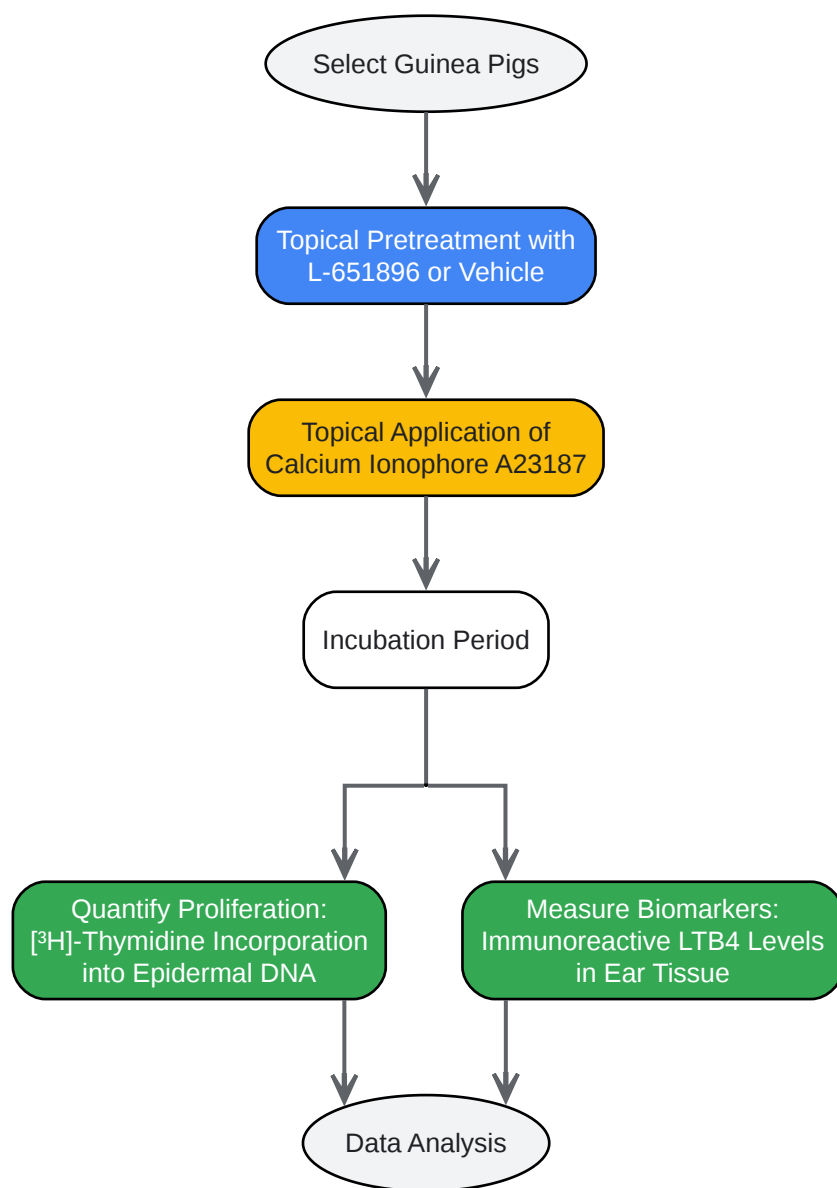 Select Guinea Pigs
Topical Pretreatment with
L-651896 or Vehicle
Topical Application of
Calcium Ionophore A23187
Incubation Period
Quantify Proliferation:
[³H]-Thymidine Incorporation
into Epidermal DNA
Measure Biomarkers:
Immunoreactive LTB4 Levels
in Ear Tissue
Data Analysis